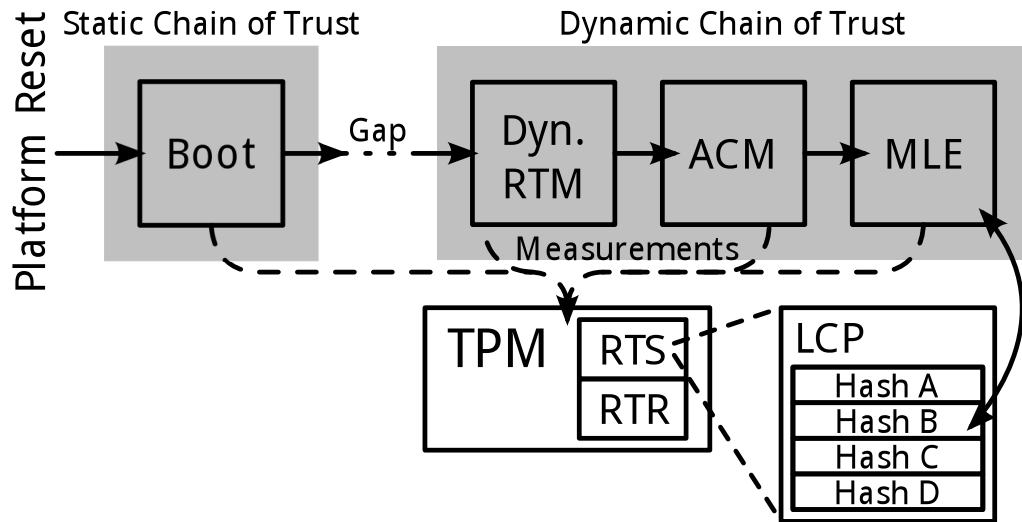 Static Chain of Trust
Dynamic Chain of Trust
Platform Reset
Boot
Gap
Dyn.
RTM
ACM
MLE
Measurements
TPM
RTS
RTR
LCP
Hash A
Hash B
Hash C
Hash D